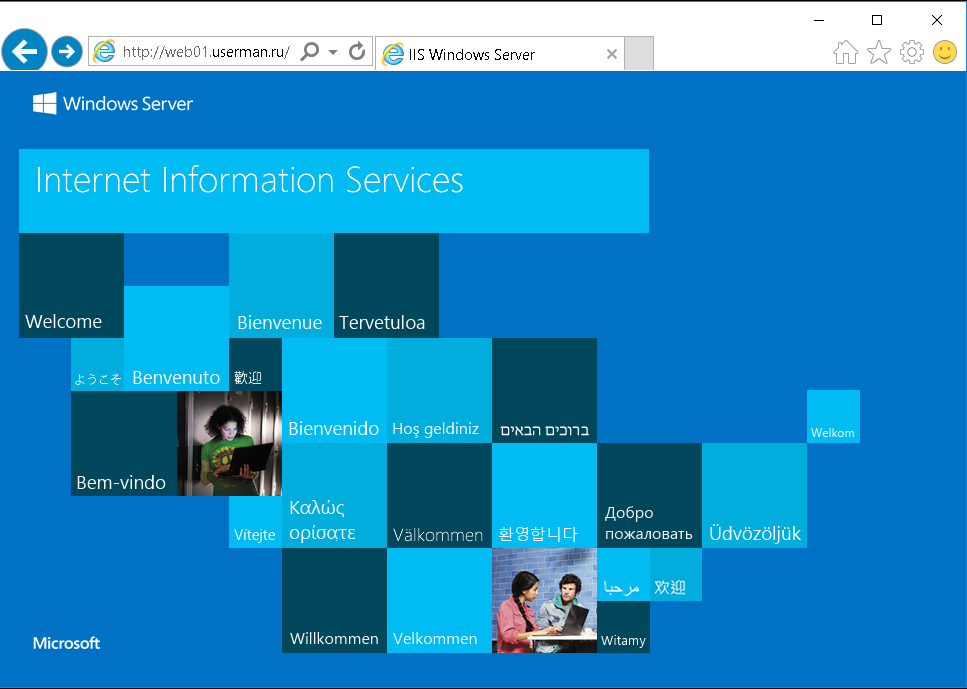 http://web01.userman.ru/
IIS Windows Server
Windows Server
Internet Information Services
Welcome
Bienvenue
Tervetuloa
ようこそ
Benvenuto
歡迎
Bienvenido
Hoş geldiniz
ברוכים הבאים
Welkom
Bem-vindo
Vítejte
Καλώς
ορίσατε
Välkommen
환영합니다
Добро
пожаловать
Üdvözöljük
Willkommen
Velkommen
مرحبا
欢迎
Witamy
Microsoft